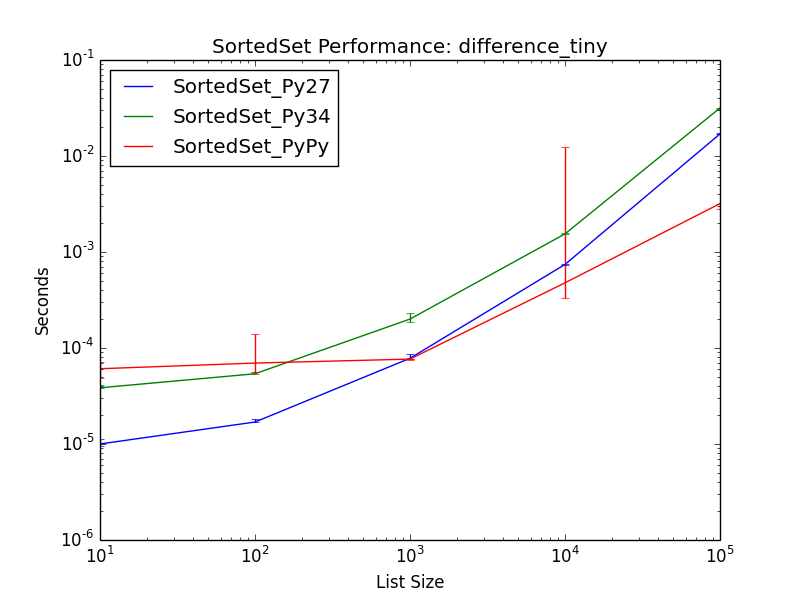 SortedSet Performance: difference_tiny
SortedSet_Py27
SortedSet_Py34
SortedSet_PyPy
10^-1
10^-2
10^-3
10^-4
10^-5
10^-6
Seconds
10^1 10^2 10^3 10^4 10^5
List Size